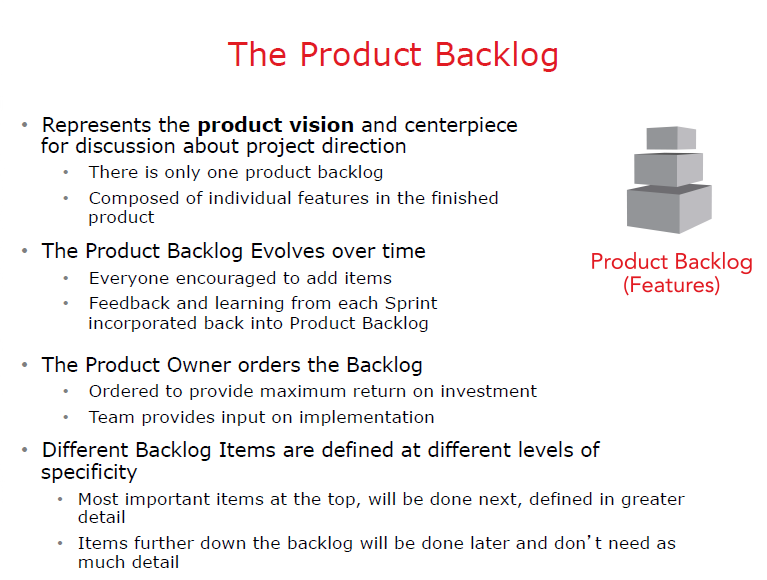 The Product Backlog
• Represents the product vision and centerpiece
for discussion about project direction
• There is only one product backlog
• Composed of individual features in the finished
product
• The Product Backlog Evolves over time
• Everyone encouraged to add items
• Feedback and learning from each Sprint
incorporated back into Product Backlog
• The Product Owner orders the Backlog
• Ordered to provide maximum return on investment
• Team provides input on implementation
• Different Backlog Items are defined at different levels of
specificity
• Most important items at the top, will be done next, defined in greater
detail
• Items further down the backlog will be done later and don’t need as
much detail
Product Backlog
(Features)